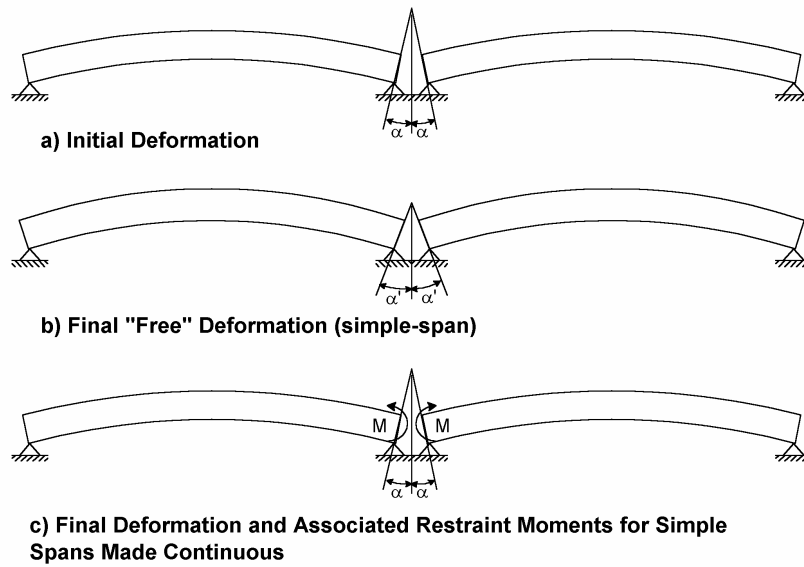 α α
a) Initial Deformation
α' α'
b) Final "Free" Deformation (simple-span)
M M
α α
c) Final Deformation and Associated Restraint Moments for Simple
Spans Made Continuous